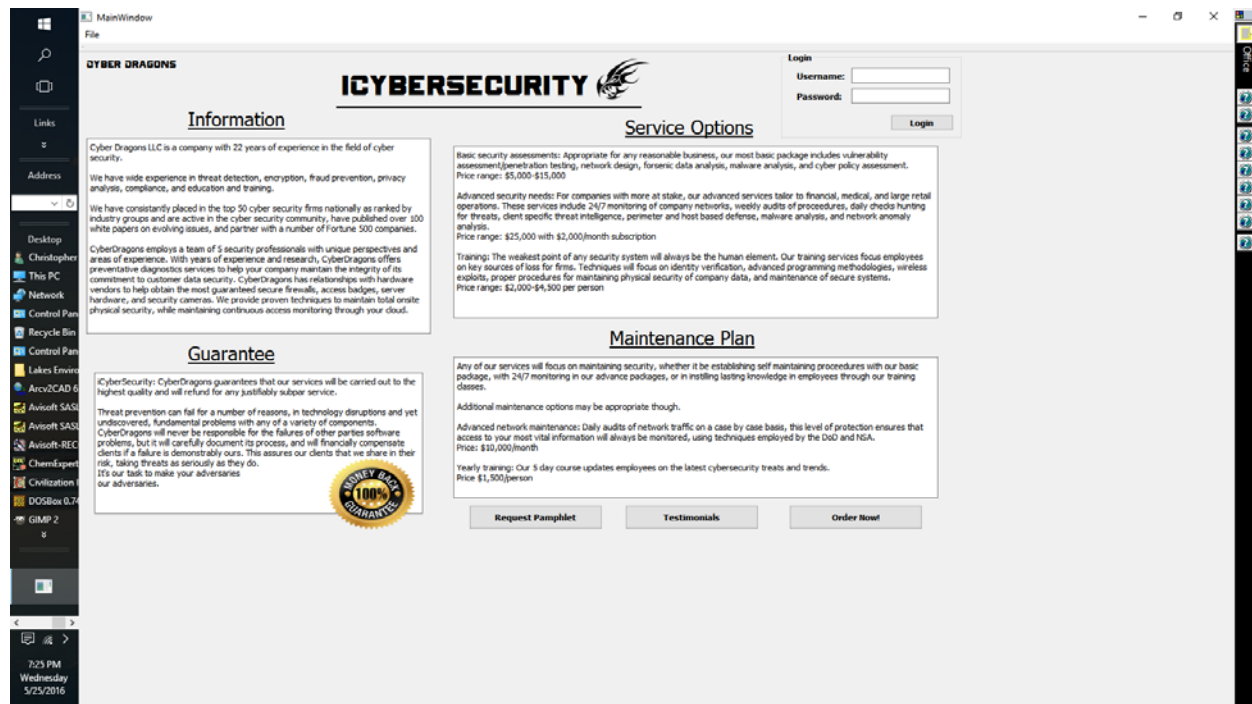 MainWindow
File
CYBER DRAGONS
ICYBERSECURITY
Login
Username:
Password:
Login
Information
Cyber Dragons LLC is a company with 22 years of experience in the field of cyber
security.
We have wide experience in threat detection, encryption, fraud prevention, privacy
analysis, compliance, and education and training.
We have consistantly placed in the top 50 cyber security firms nationally as ranked by
industry groups and are active in the cyber security community, have published over 100
white papers on evolving issues, and partner with a number of Fortune 500 companies.
CyberDragons employs a team of 5 security professionals with unique perspectives and
areas of experience. With years of experience and research, CyberDragons offers
preventative diagnostics services to help your company maintain the integrity of its
commitment to customer data security. CyberDragons has relationships with hardware
vendors to help obtain the most guaranteed secure firewalls, access badges, server
hardware, and security cameras. We provide proven techniques to maintain total onsite
physical security, while maintaining continuous access monitoring through your cloud.
Guarantee
iCyberSecurity: CyberDragons guarantees that our services will be carried out to the
highest quality and will refund for any justifiably subpar service.
Threat prevention can fail for a number of reasons, in technology disruptions and yet
undiscovered, fundamental problems with any of a variety of components.
CyberDragons will never be responsible for the failures of other parties software
problems, but it will carefully document its process, and will financially compensate
clients if a failure is demonstrably ours. This assures our clients that we share in their
risk, taking threats as seriously as they do.
It's our task to make your adversaries
our adversaries.
MONEY BACK
100%
GUARANTEE
Service Options
Basic security assessments: Appropriate for any reasonable business, our most basic package includes vulnerability
assessment/penetration testing, network design, forsenic data analysis, malware analysis, and cyber policy assessment.
Price range: $5,000-$15,000
Advanced security needs: For companies with more at stake, our advanced services tailor to financial, medical, and large retail
operations. These services include 24/7 monitoring of company networks, weekly audits of proceedures, daily checks hunting
for threats, client specific threat intelligence, perimeter and host based defense, malware analysis, and network anomaly
analysis.
Price range: $25,000 with $2,000/month subscription
Training: The weakest point of any security system will always be the human element. Our training services focus employees
on key sources of loss for firms. Techniques will focus on identity verification, advanced programming methodologies, wireless
exploits, proper procedures for maintaining physical security of company data, and maintenance of secure systems.
Price range: $2,000-$4,500 per person
Maintenance Plan
Any of our services will focus on maintaining security, whether it be establishing self maintaining proceedures with our basic
package, with 24/7 monitoring in our advance packages, or in instilling lasting knowledge in employees through our training
classes.
Additional maintenance options may be appropriate though.
Advanced network maintenance: Daily audits of network traffic on a case by case basis, this level of protection ensures that
access to your most vital information will always be monitored, using techniques employed by the DoD and NSA.
Price: $10,000/month
Yearly training: Our 5 day course updates employees on the latest cybersecurity treats and trends.
Price $1,500/person
Request Pamphlet
Testimonials
Order Now!
Links
Address
Desktop
Christopher
This PC
Network
Control Pan
Recycle Bin
Control Pan
Lakes Enviro
Arcv2CAD 6
Avisoft SASL
Avisoft SASL
Avisoft-REC
ChemExpert
Civilization I
DOSBox 0.74
GIMP 2
7:25 PM
Wednesday
5/25/2016
Office